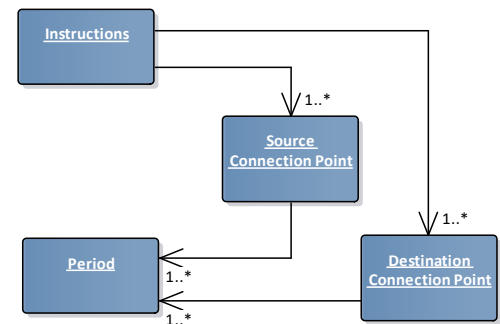 Instructions
1..*
Source
Connection Point
1..*
Period
Destination
Connection Point
1..*
1..*